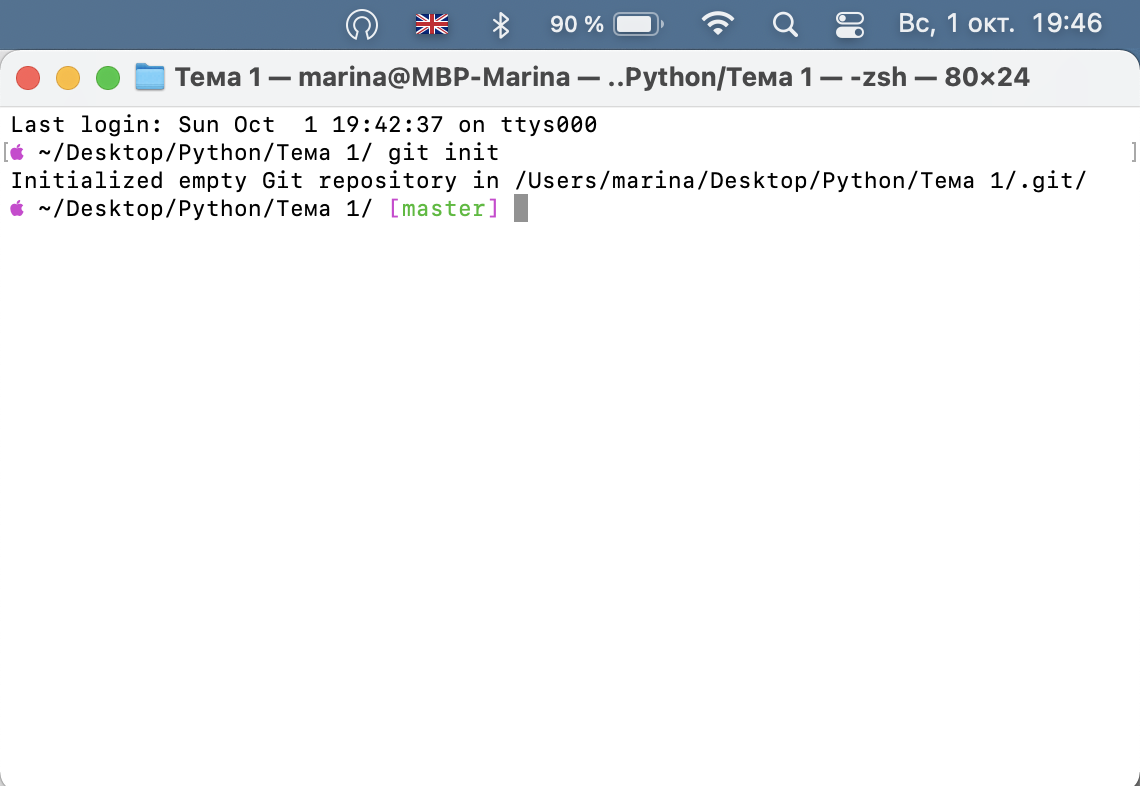 90 % Вс, 1 окт. 19:46
Тема 1 — marina@MBP-Marina — ..Python/Тема 1 — -zsh — 80×24
Last login: Sun Oct  1 19:42:37 on ttys000
[ ~/Desktop/Python/Тема 1/ git init ]
Initialized empty Git repository in /Users/marina/Desktop/Python/Тема 1/.git/
~/Desktop/Python/Тема 1/ [master]